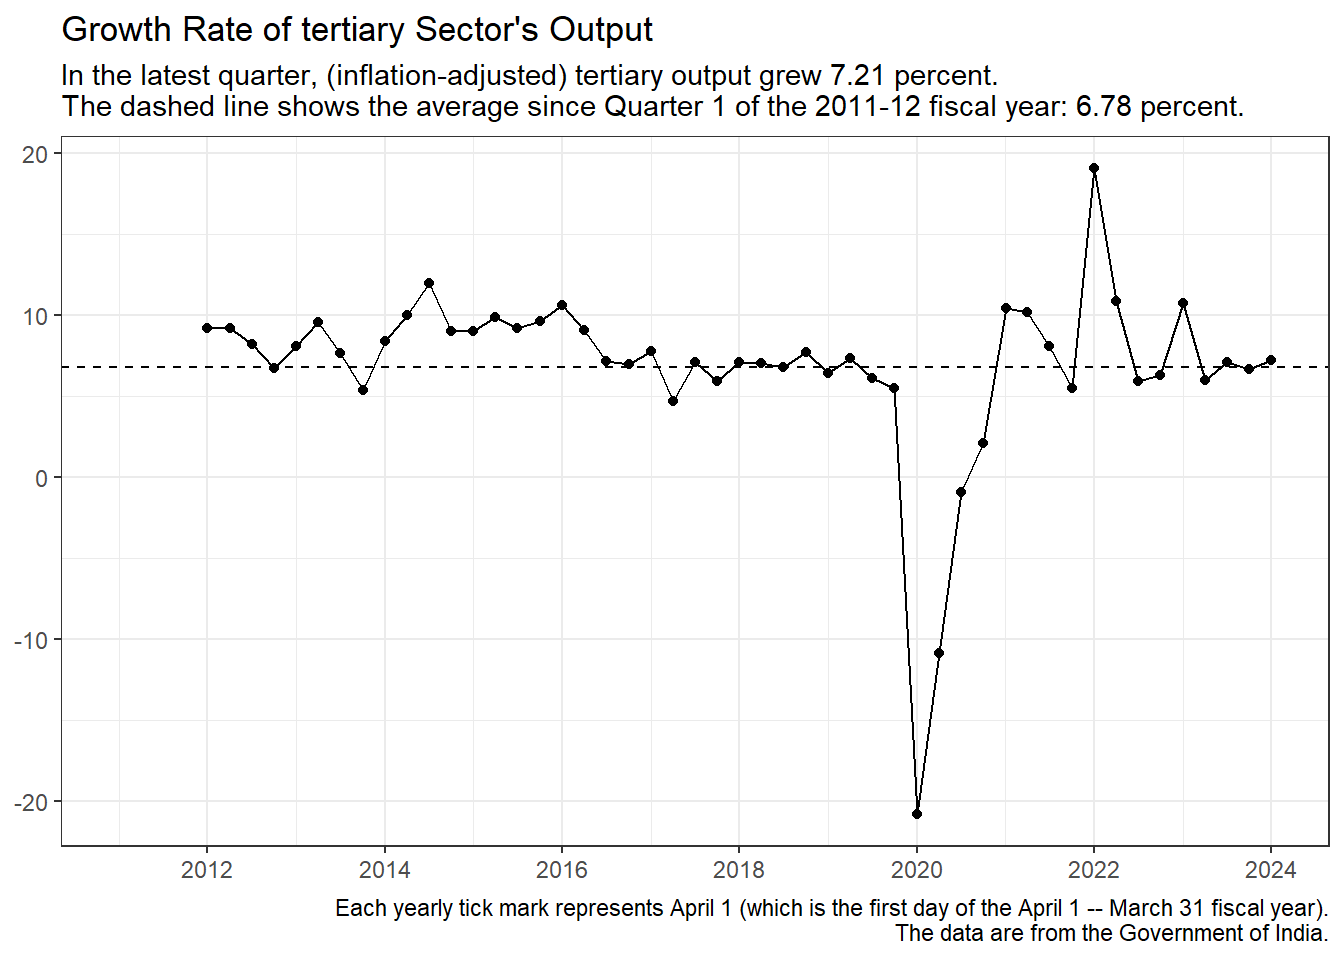 Growth Rate of tertiary Sector's Output
In the latest quarter, (inflation-adjusted) tertiary output grew 7.21 percent.
The dashed line shows the average since Quarter 1 of the 2011-12 fiscal year: 6.78 percent.
20
10
0
-10
-20
2012 2014 2016 2018 2020 2022 2024
Each yearly tick mark represents April 1 (which is the first day of the April 1 -- March 31 fiscal year).
The data are from the Government of India.